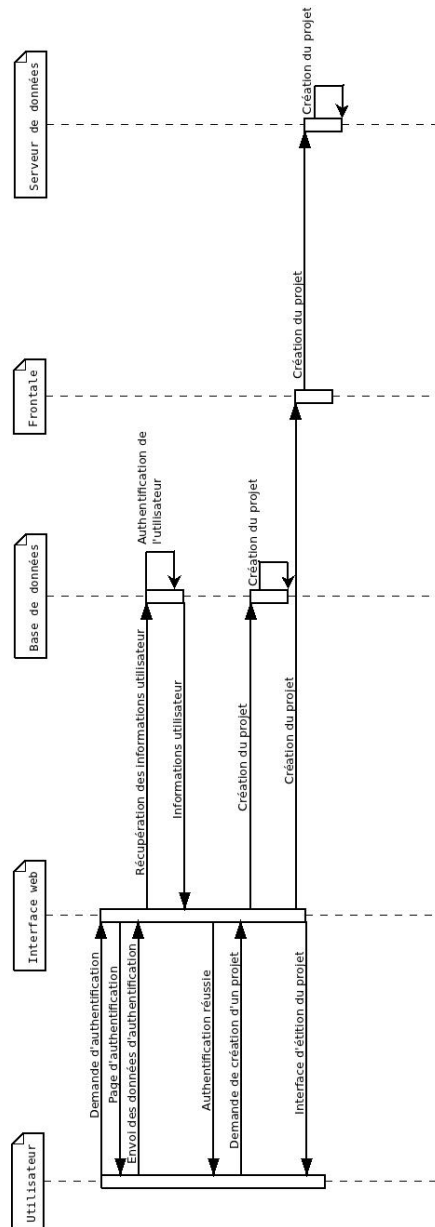 Utilisateur
Interface web
Base de données
Frontale
Serveur de données
Demande d'authentification
Page d'authentification
Envoi des données d'authentification
Récupération des informations utilisateur
Authentification de
l'utilisateur
Informations utilisateur
Authentification réussie
Demande de création d'un projet
Création du projet
Création du projet
Création du projet
Création du projet
Création du projet
Interface d'étition du projet